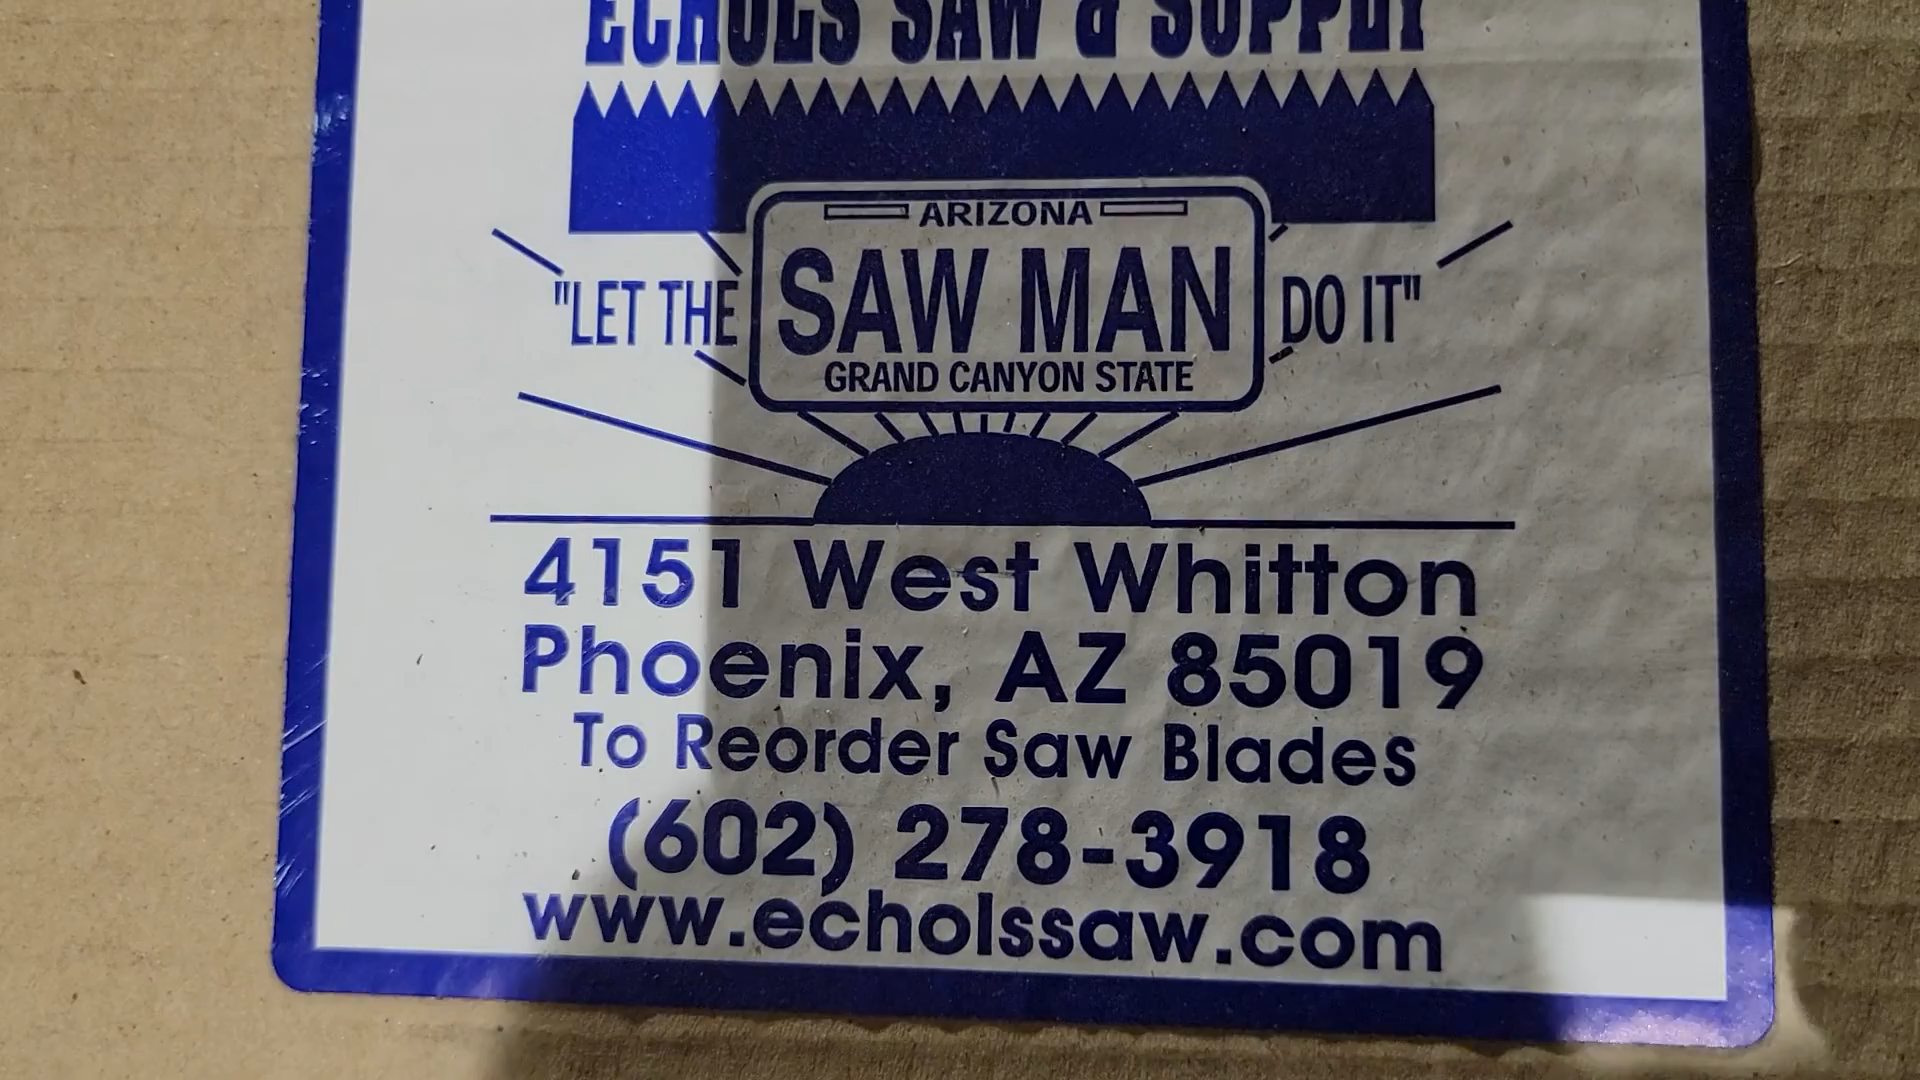 ECHOLS SAW & SUPPLY
ARIZONA
"LET THE SAW MAN DO IT"
GRAND CANYON STATE
4151 West Whitton
Phoenix, AZ 85019
To Reorder Saw Blades
(602) 278-3918
www.echolssaw.com